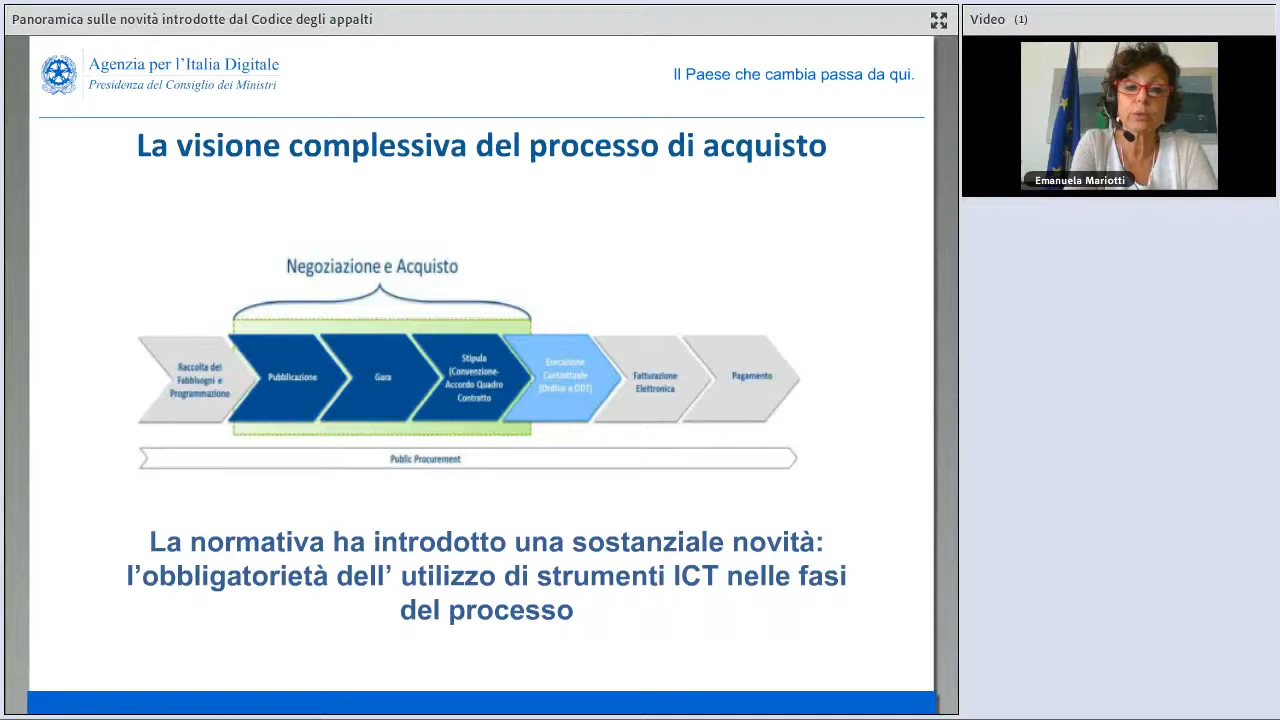 Panoramica sulle novità introdotte dal Codice degli appalti
Video (1)
Agenzia per l'Italia Digitale
Presidenza del Consiglio dei Ministri
Il Paese che cambia passa da qui.
Emanuela Mariotti
La visione complessiva del processo di acquisto
Negoziazione e Acquisto
Raccolta dei
Fabbisogni e
Programmazione
Pubblicazione
Gara
Stipula
(Convenzione-
Accordo Quadro
Contratto
Esecuzione
Contrattuale
(Ordine e DDT)
Fatturazione
Elettronica
Pagamento
Public Procurement
La normativa ha introdotto una sostanziale novità:
l’obbligatorietà dell’ utilizzo di strumenti ICT nelle fasi
del processo